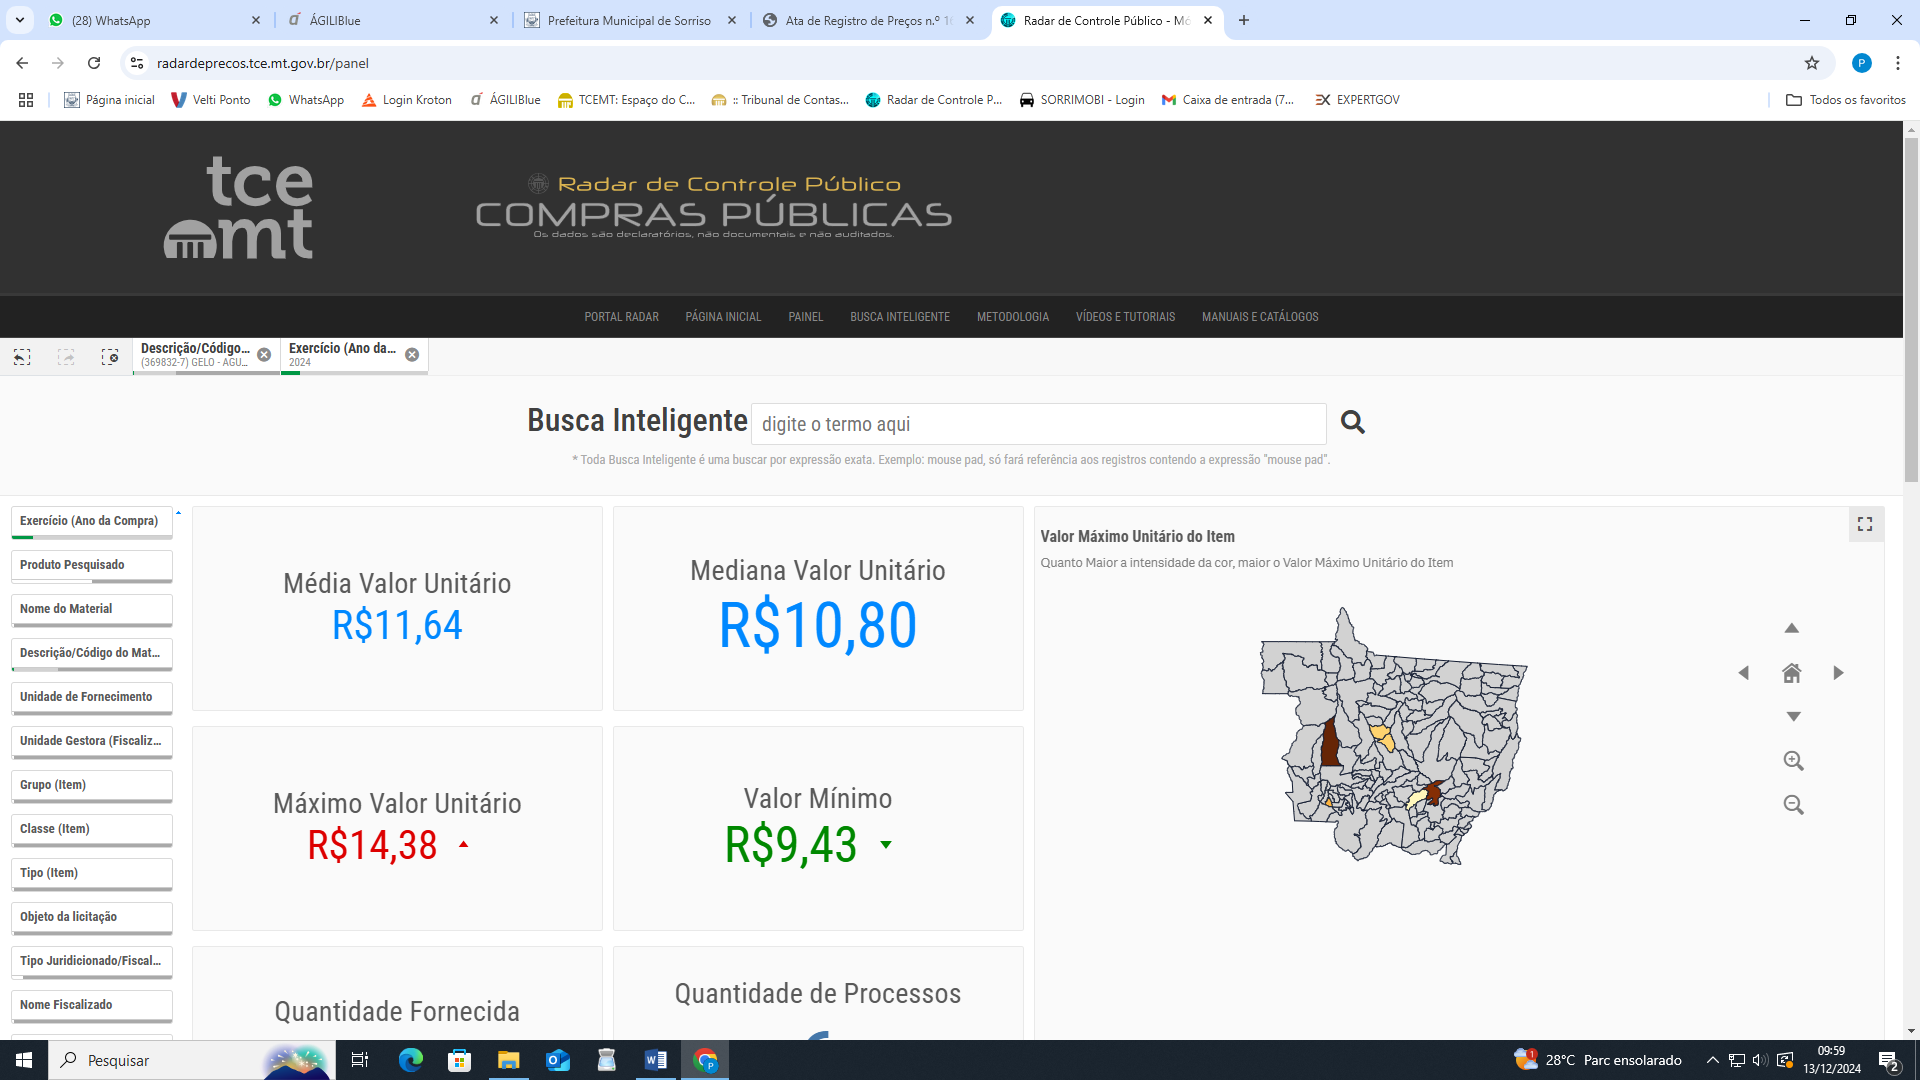 (28) WhatsApp
ÁGILIBlue
Prefeitura Municipal de Sorriso
Ata de Registro de Preços n.º 1
Radar de Controle Público - Mó
radardeprecos.tce.mt.gov.br/panel
P
Página inicial
Velti Ponto
WhatsApp
Login Kroton
ÁGILIBlue
TCEMT: Espaço do C...
:: Tribunal de Contas...
Radar de Controle P...
SORRIMOBI - Login
Caixa de entrada (7...
EXPERTGOV
Todos os favoritos
tce
mt
Radar de Controle Público
COMPRAS PÚBLICAS
Os dados são declaratórios, não documentais e não auditados.
PORTAL RADAR
PÁGINA INICIAL
PAINEL
BUSCA INTELIGENTE
METODOLOGIA
VÍDEOS E TUTORIAIS
MANUAIS E CATÁLOGOS
Descrição/Código...
(369832-7) GELO - AGU...
Exercício (Ano da...
2024
Busca Inteligente
digite o termo aqui
* Toda Busca Inteligente é uma buscar por expressão exata. Exemplo: mouse pad, só fará referência aos registros contendo a expressão "mouse pad".
Exercício (Ano da Compra)
Produto Pesquisado
Nome do Material
Descrição/Código do Mat...
Unidade de Fornecimento
Unidade Gestora (Fiscaliz...
Grupo (Item)
Classe (Item)
Tipo (Item)
Objeto da licitação
Tipo Juridicionado/Fiscal...
Nome Fiscalizado
Média Valor Unitário
R$11,64
Mediana Valor Unitário
R$10,80
Máximo Valor Unitário
R$14,38
Valor Mínimo
R$9,43
Quantidade Fornecida
Quantidade de Processos
Valor Máximo Unitário do Item
Quanto Maior a intensidade da cor, maior o Valor Máximo Unitário do Item
Pesquisar
1
28°C Parc ensolarado
09:59
13/12/2024
2